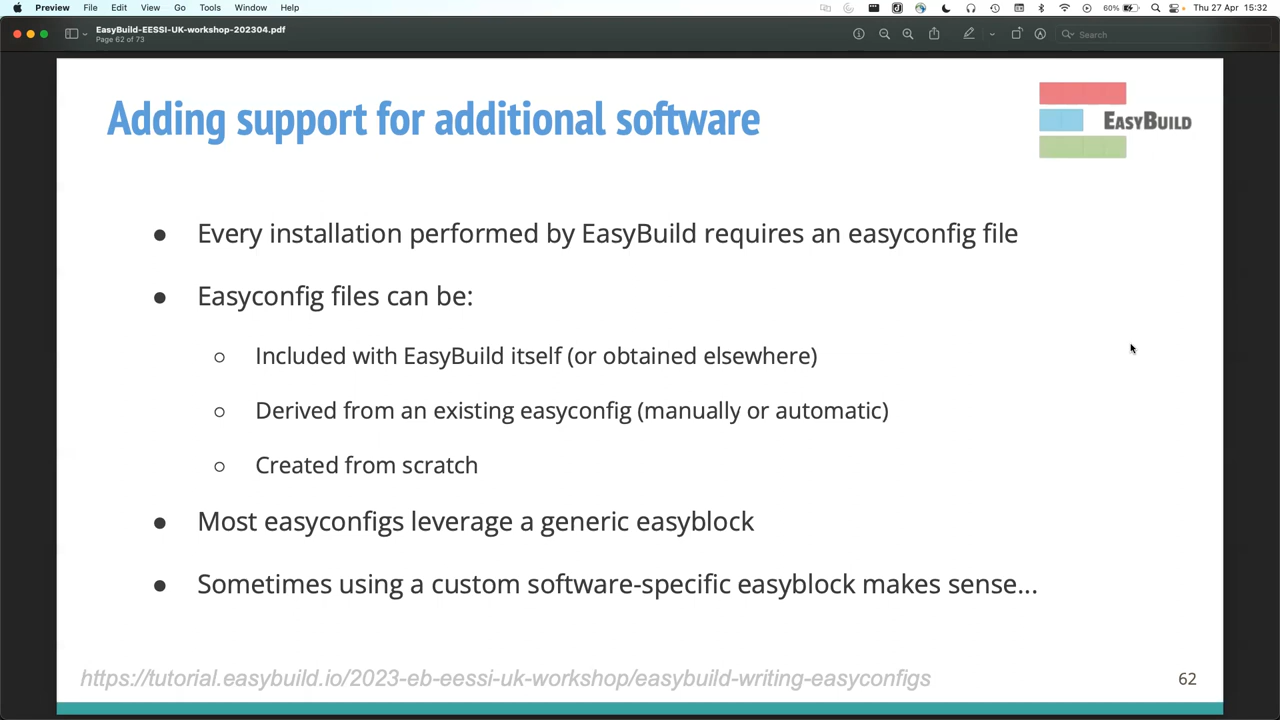 Preview File Edit View Go Tools Window Help 60% Thu 27 Apr 15:32
EasyBuild-EESSI-UK-workshop-202304.pdf
Page 62 of 73
Search
Adding support for additional software
EASYBUILD
● Every installation performed by EasyBuild requires an easyconfig file
● Easyconfig files can be:
○ Included with EasyBuild itself (or obtained elsewhere)
○ Derived from an existing easyconfig (manually or automatic)
○ Created from scratch
● Most easyconfigs leverage a generic easyblock
● Sometimes using a custom software-specific easyblock makes sense...
https://tutorial.easybuild.io/2023-eb-eessi-uk-workshop/easybuild-writing-easyconfigs
62